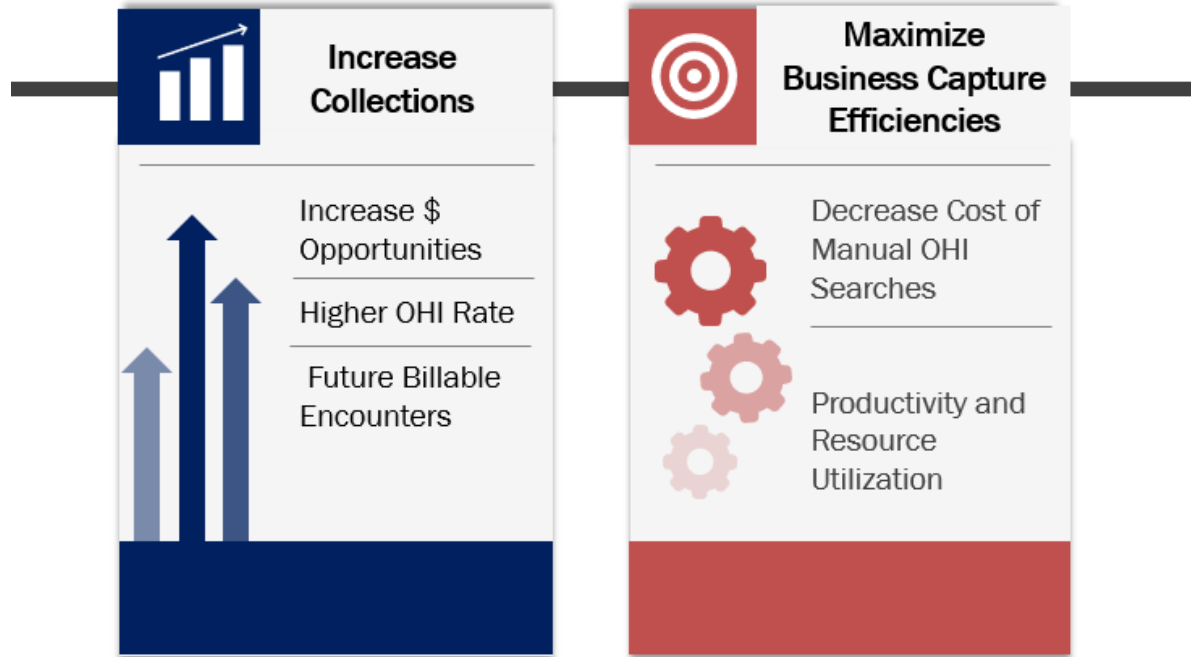 Increase
Collections
Increase $
Opportunities
Higher OHI Rate
Future Billable
Encounters
Maximize
Business Capture
Efficiencies
Decrease Cost of
Manual OHI
Searches
Productivity and
Resource
Utilization